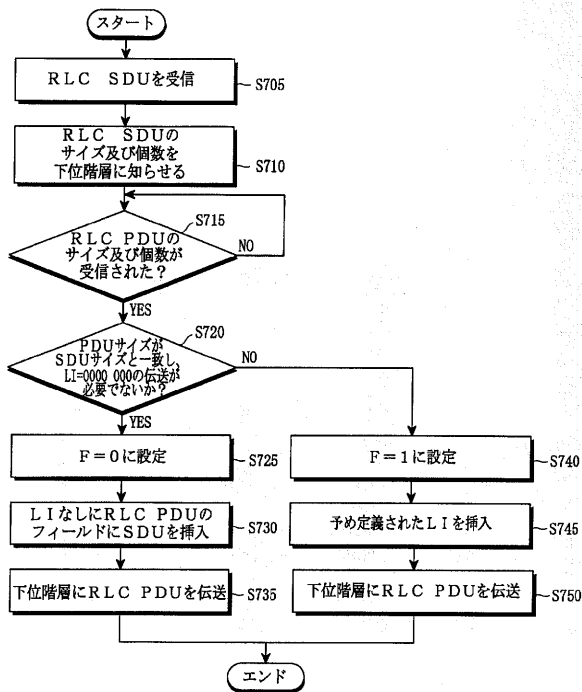 スタート
RLC SDUを受信
S705
RLC SDUの
サイズ及び個数を
下位階層に知らせる
S710
S715
RLC PDUの
サイズ及び個数が
受信された?
NO
YES
S720
PDUサイズが
SDUサイズと一致し、
LI=0000 000の伝送が
必要でないか?
NO
YES
F=0に設定
S725
F=1に設定
S740
LIなしにRLC PDUの
フィールドにSDUを挿入
S730
予め定義されたLIを挿入
S745
下位階層にRLC PDUを伝送
S735
下位階層にRLC PDUを伝送
S750
エンド